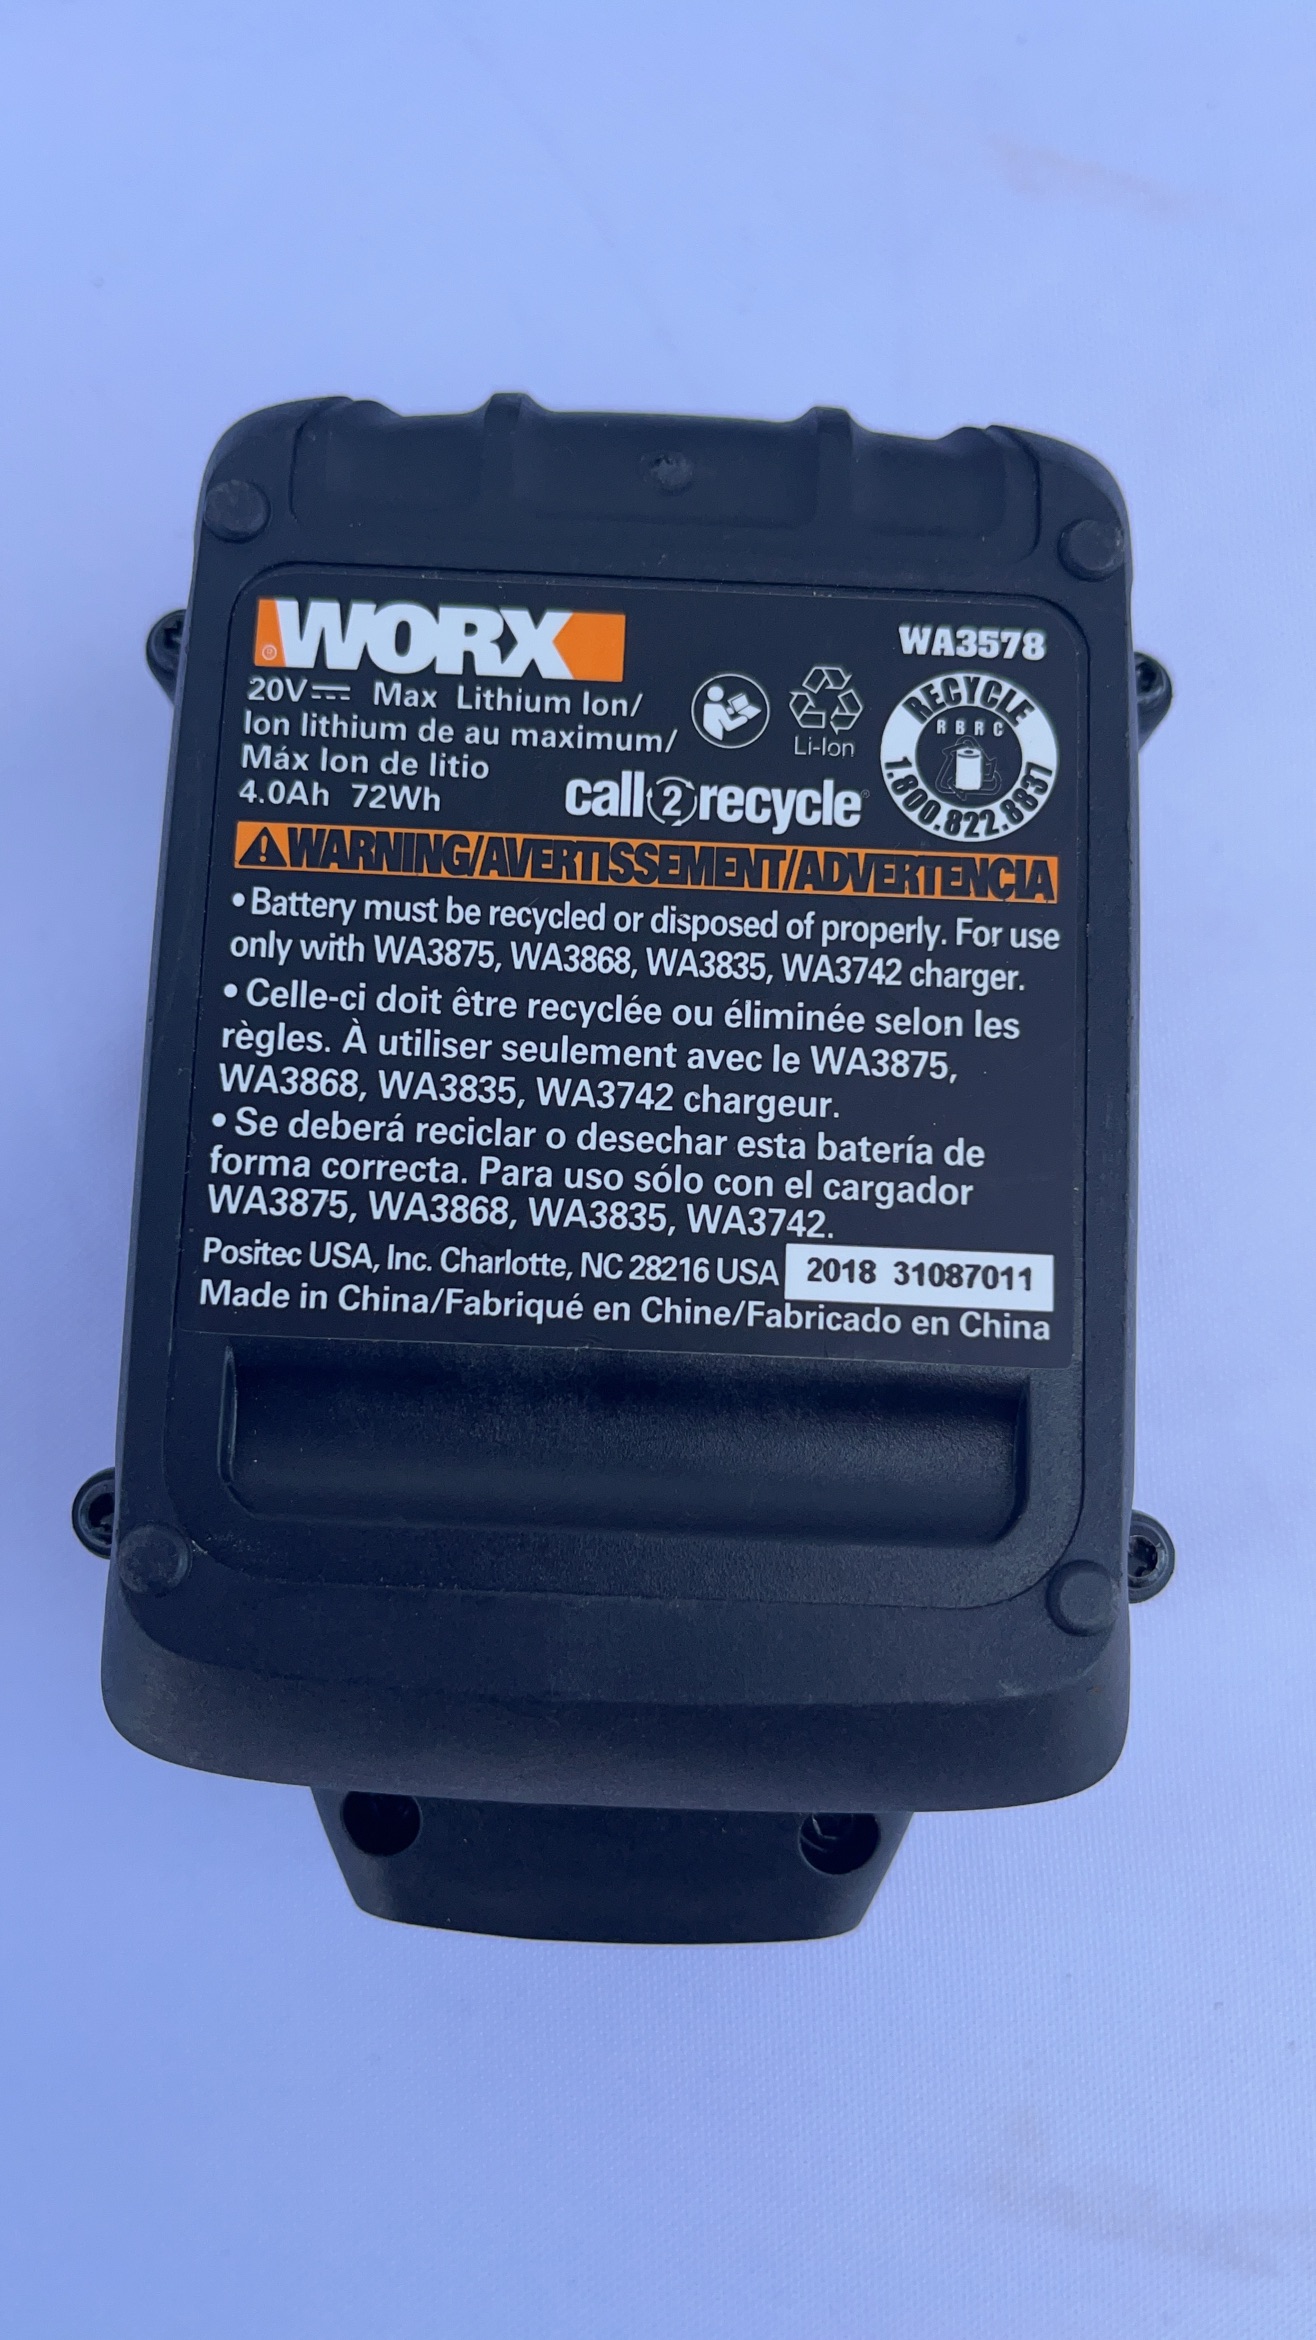 WORX
WA3578
20V Max Lithium Ion/
Ion lithium de au maximum/
Máx Ion de litio
4.0Ah 72Wh
Li-Ion
call2recycle
RECYCLE
RBRC
1.800.822.8837
WARNING/AVERTISSEMENT/ADVERTENCIA
• Battery must be recycled or disposed of properly. For use
only with WA3875, WA3868, WA3835, WA3742 charger.
• Celle-ci doit être recyclée ou éliminée selon les
règles. À utiliser seulement avec le WA3875,
WA3868, WA3835, WA3742 chargeur.
• Se deberá reciclar o desechar esta batería de
forma correcta. Para uso sólo con el cargador
WA3875, WA3868, WA3835, WA3742.
Positec USA, Inc. Charlotte, NC 28216 USA 2018 31087011
Made in China/Fabriqué en Chine/Fabricado en China